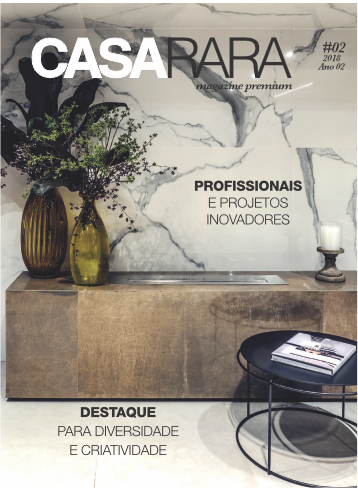 CASARARA
#02
2018
Ano 02
magazine premium
PROFISSIONAIS
E PROJETOS
INOVADORES
DESTAQUE
PARA DIVERSIDADE
E CRIATIVIDADE